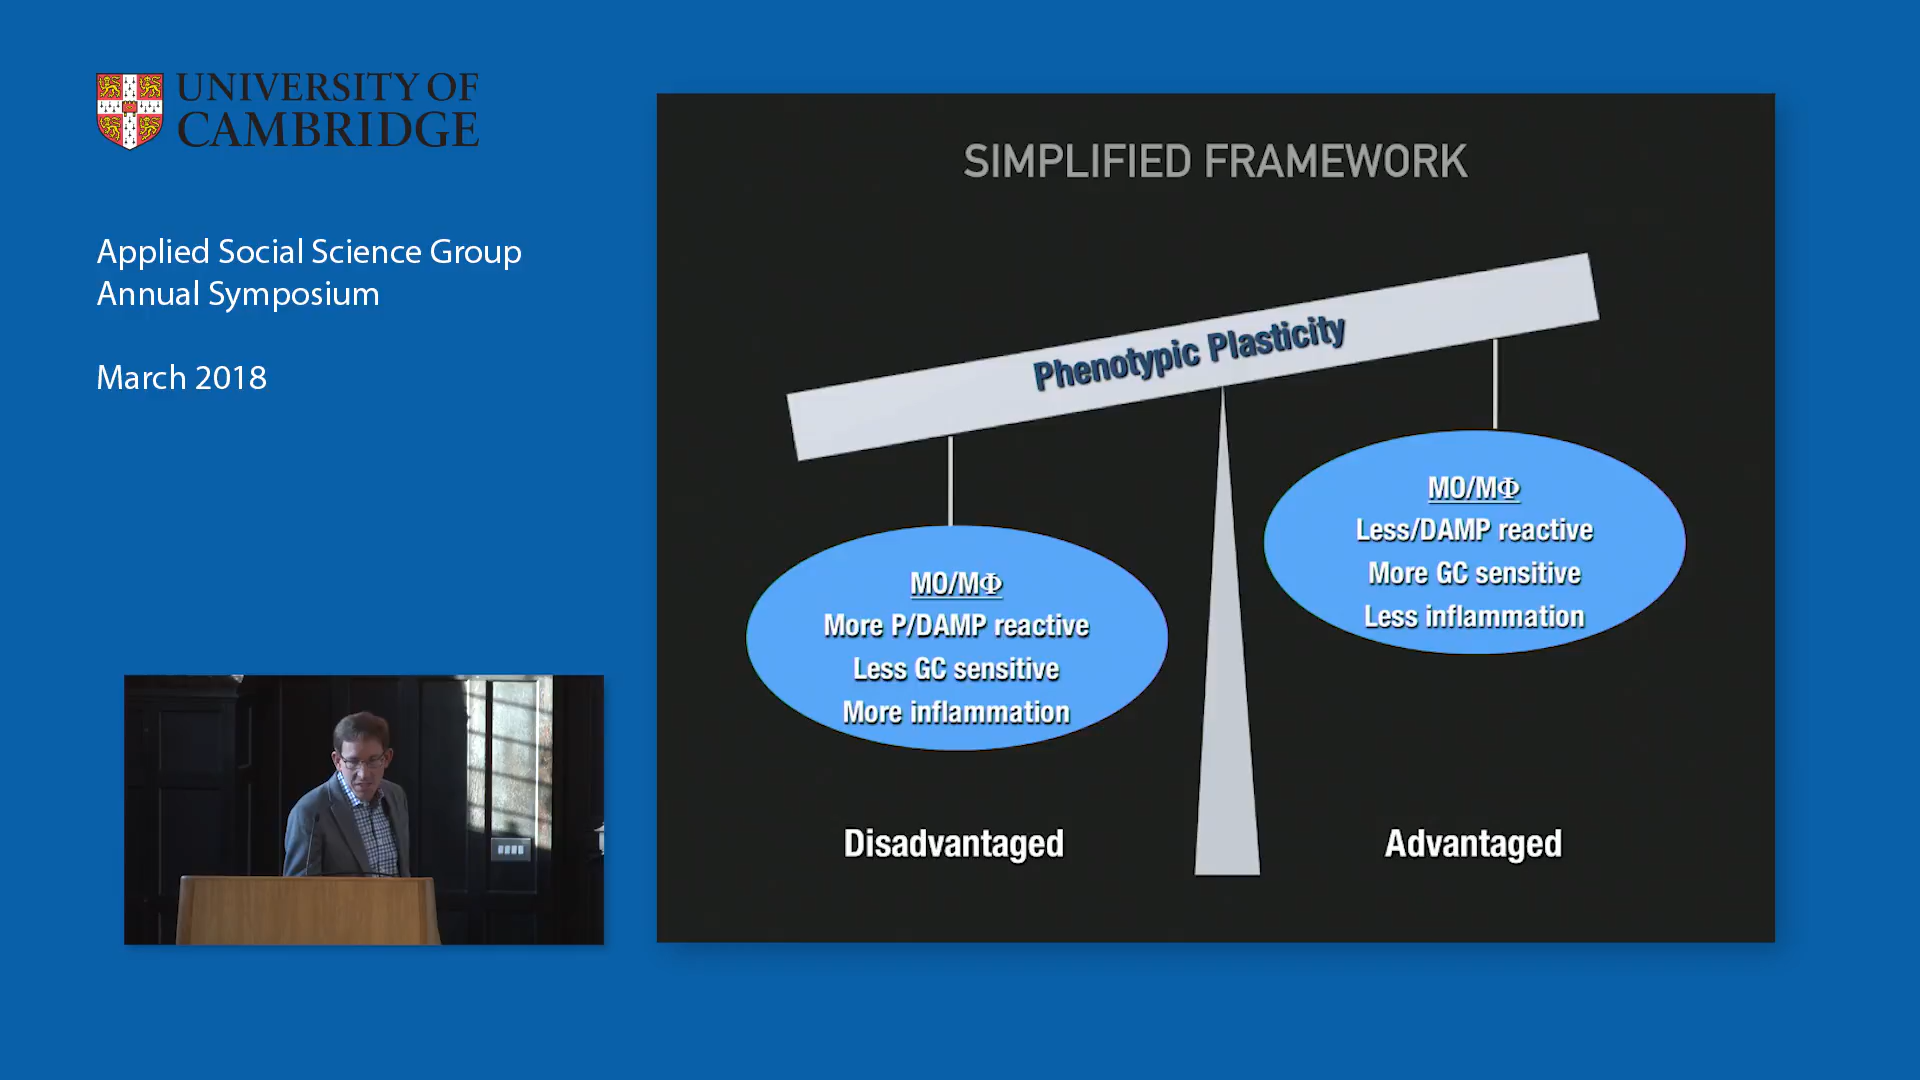 UNIVERSITY OF
CAMBRIDGE
Applied Social Science Group
Annual Symposium
March 2018
SIMPLIFIED FRAMEWORK
Phenotypic Plasticity
MO/MΦ
More P/DAMP reactive
Less GC sensitive
More inflammation
MO/MΦ
Less/DAMP reactive
More GC sensitive
Less inflammation
Disadvantaged
Advantaged